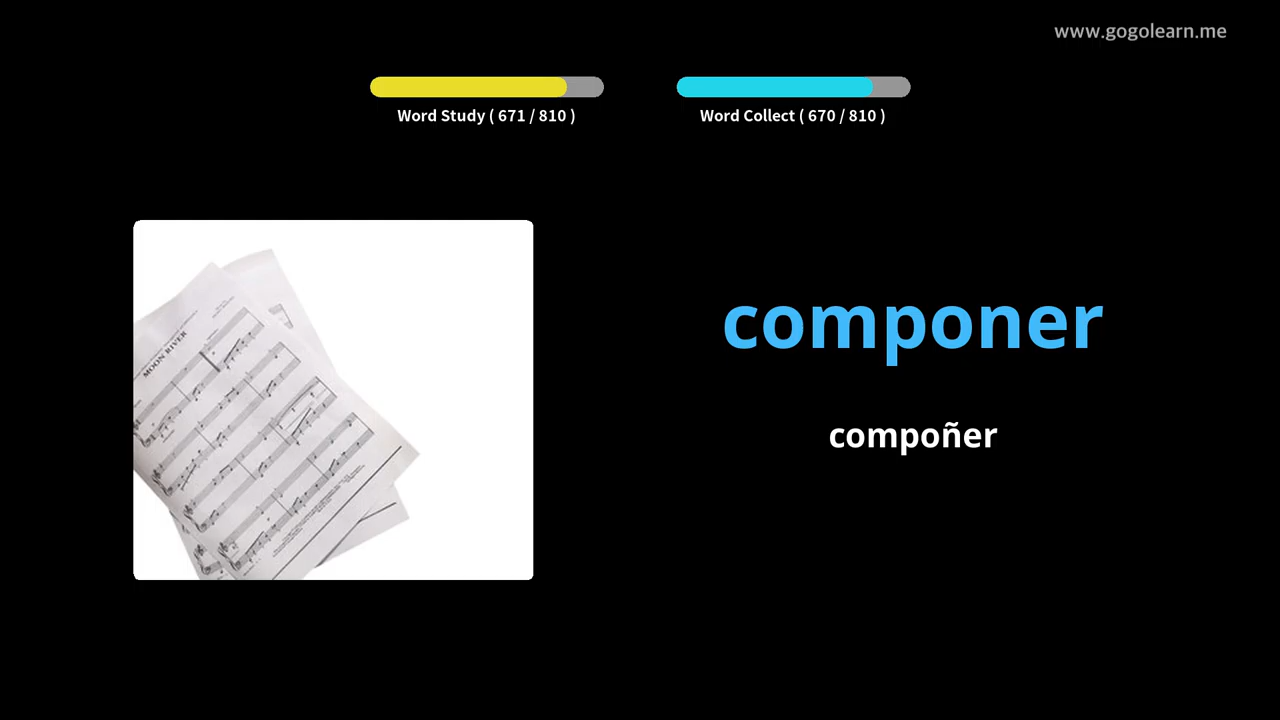 www.gogolearn.me
Word Study ( 671 / 810 )
Word Collect ( 670 / 810 )
MOON RIVER
componer
compoñer